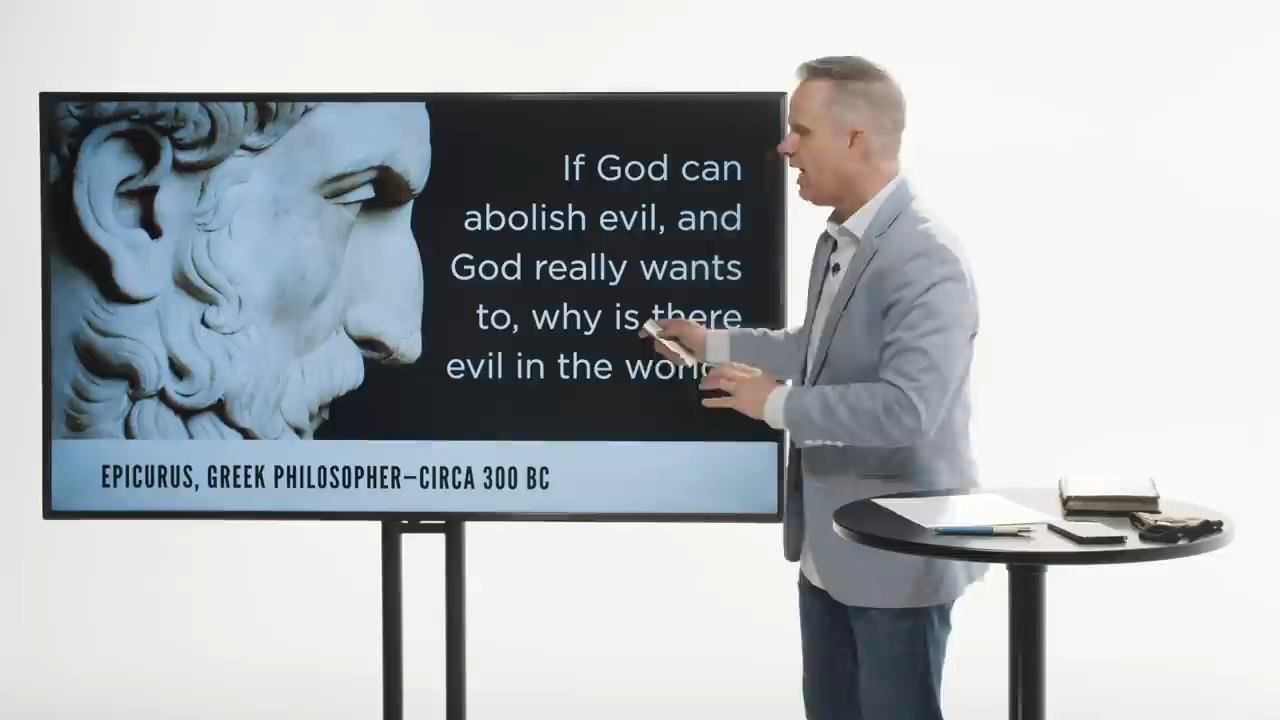 If God can
abolish evil, and
God really wants
to, why is there
evil in the
EPICURUS, GREEK PHILOSOPHER–CIRCA 300 BC